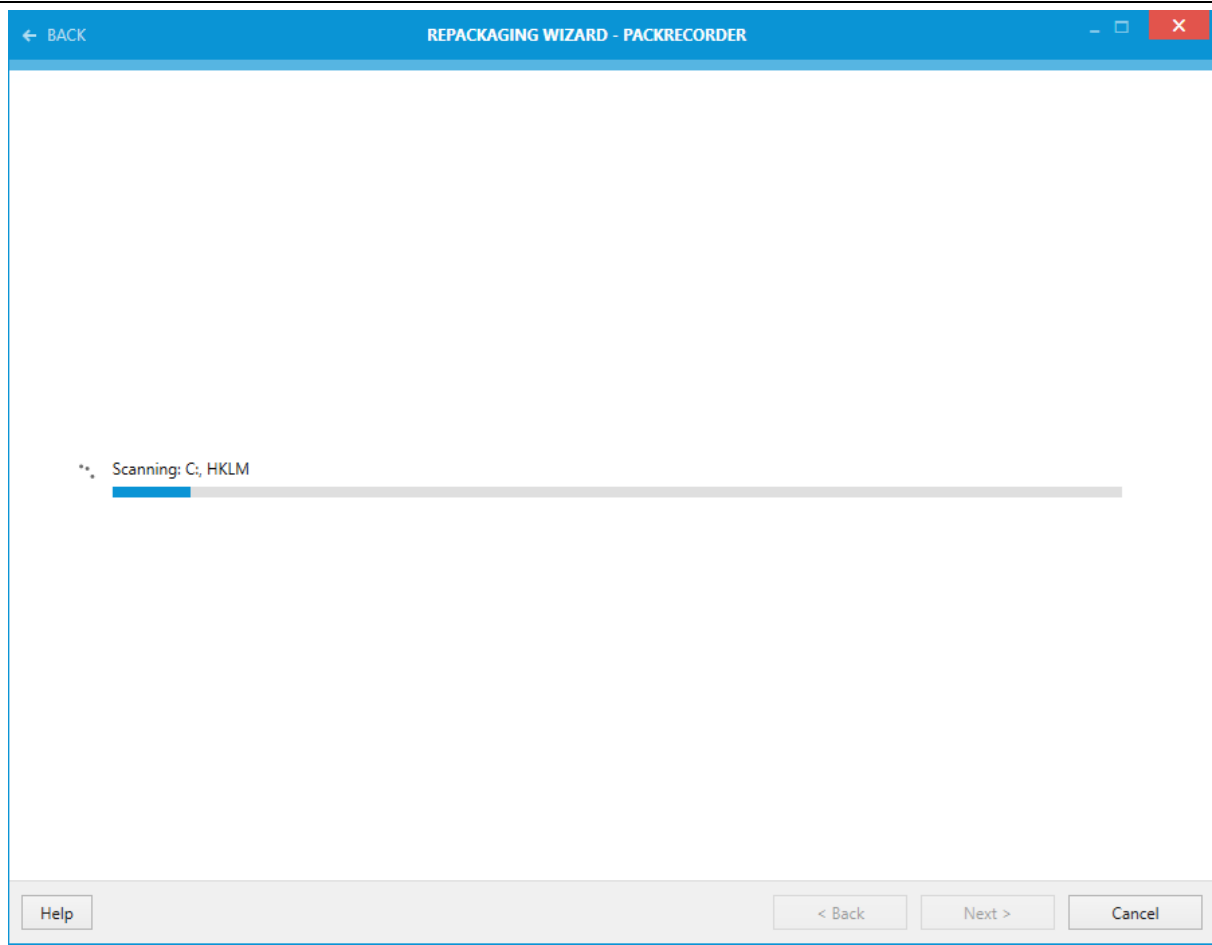 ← BACK
REPACKAGING WIZARD - PACKRECORDER
Scanning: C:, HKLM
Help
< Back
Next >
Cancel